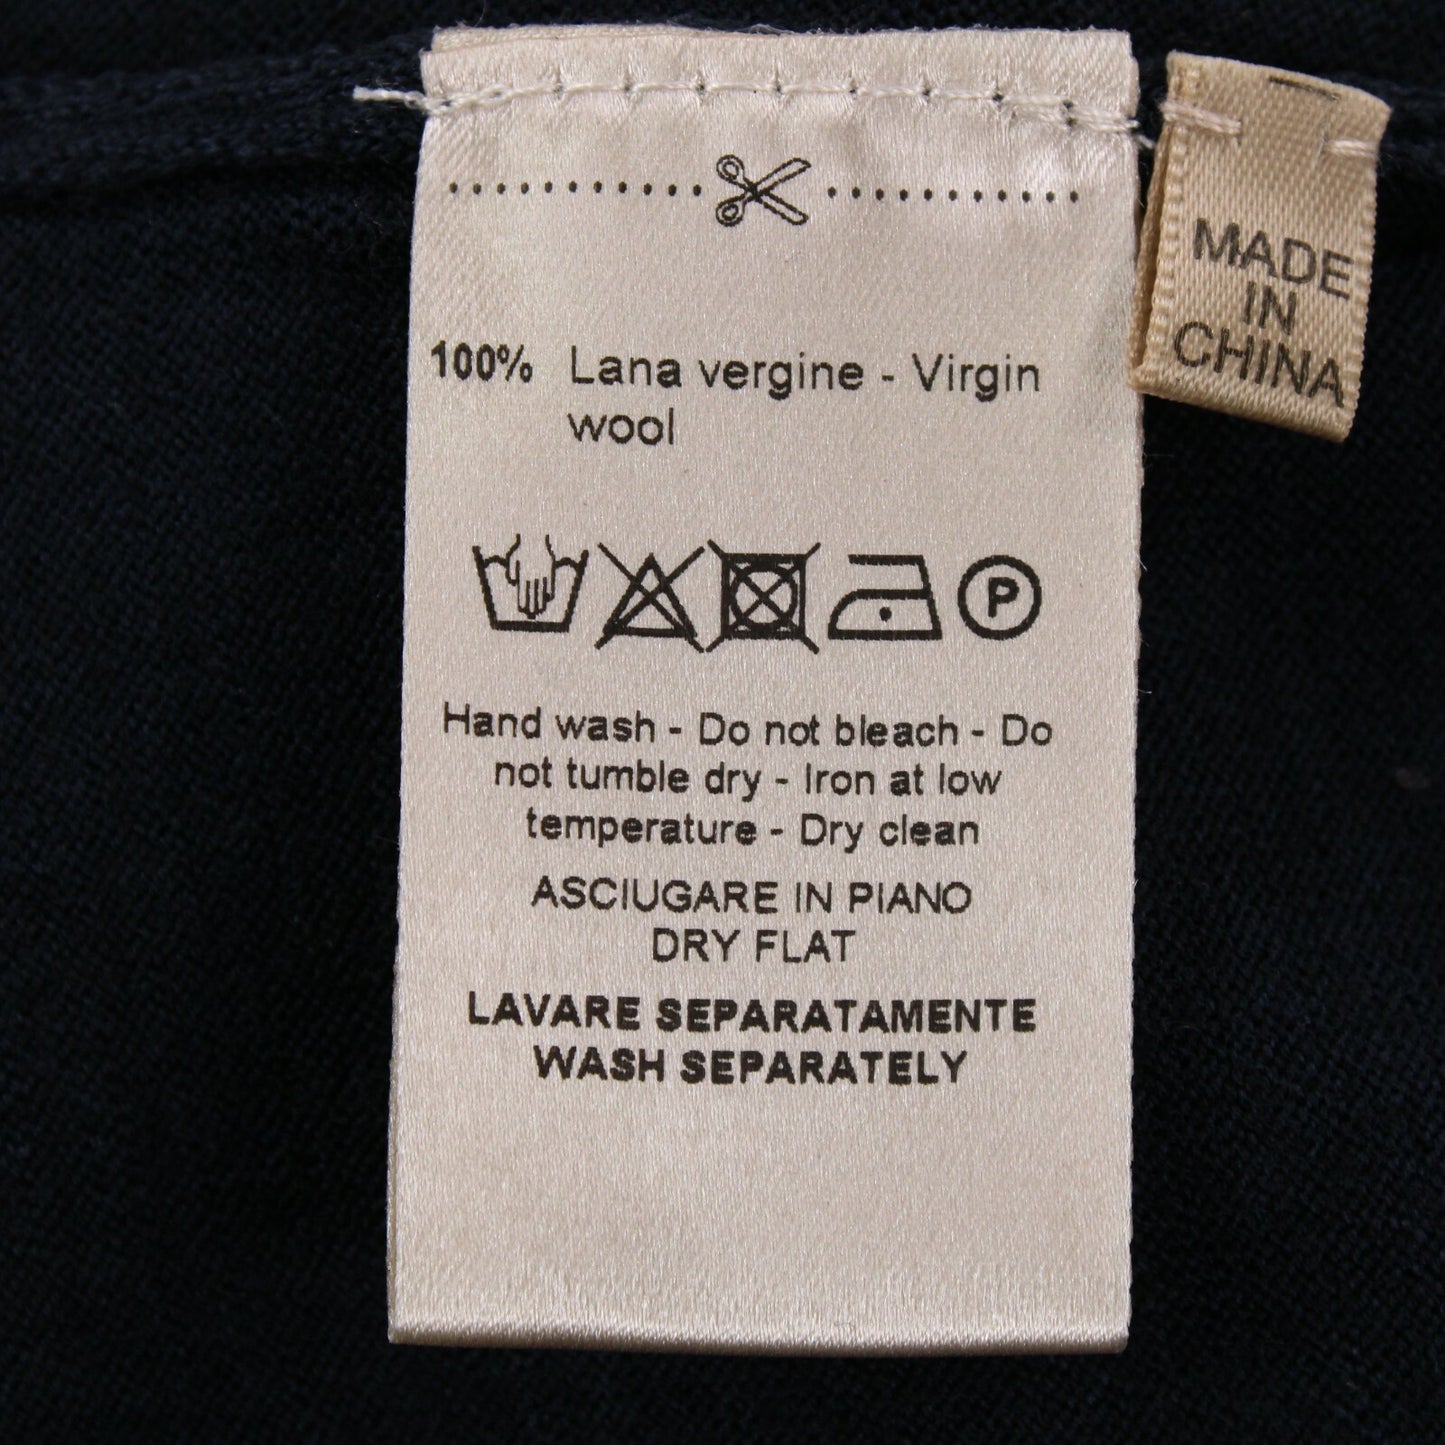 100% Lana vergine - Virgin
wool
P
Hand wash - Do not bleach - Do
not tumble dry - Iron at low
temperature - Dry clean
ASCIUGARE IN PIANO
DRY FLAT
LAVARE SEPARATAMENTE
WASH SEPARATELY
MADE
IN
CHINA